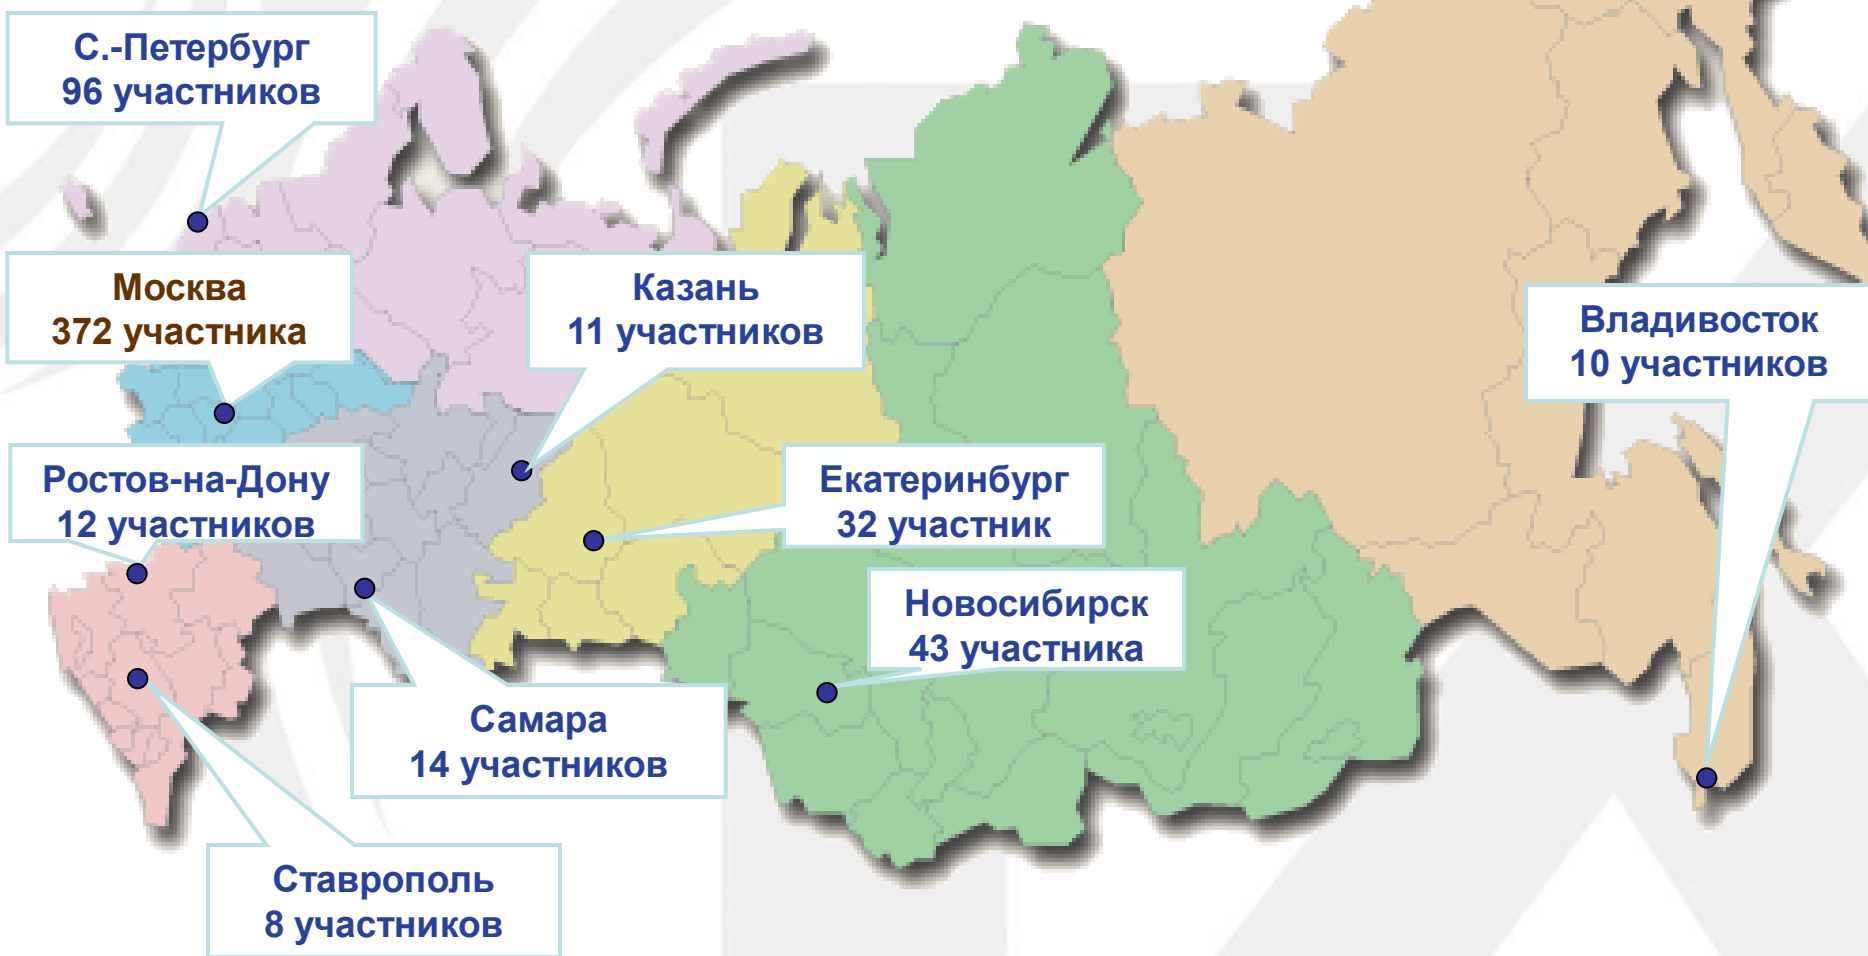 С.-Петербург
96 участников
Москва
372 участника
Казань
11 участников
Владивосток
10 участников
Ростов-на-Дону
12 участников
Екатеринбург
32 участник
Новосибирск
43 участника
Самара
14 участников
Ставрополь
8 участников